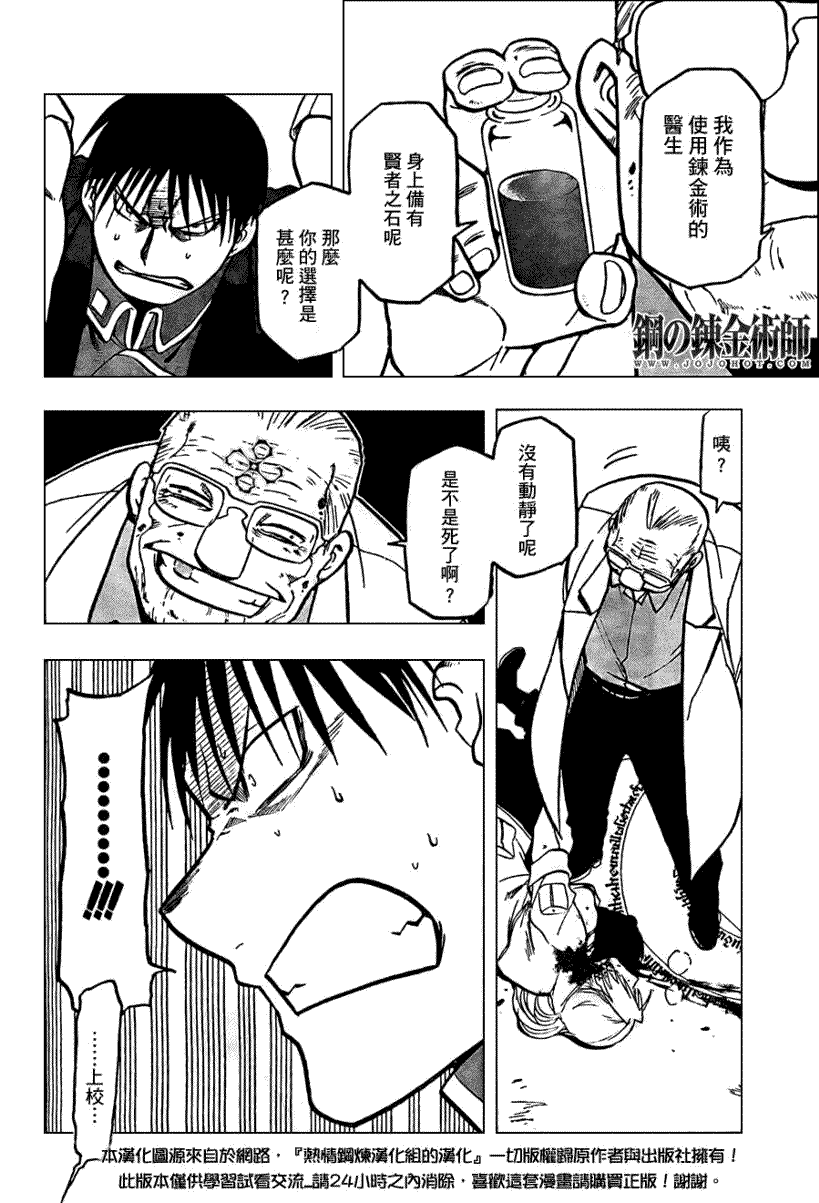 我作為
使用鍊金術的
醫生
身上備有
賢者之石呢
那麼
你的選擇是
甚麼呢？
鋼の鍊金術師
WWW.JOJOHOT.COM
咦？
沒有動靜了呢
是不是死了啊？
………!!!
……上校…
本漢化圖源來自於網路，『熱情鋼煉漢化組的漢化』一切版權歸原作者與出版社擁有！
此版本僅供學習試看交流_請24小時之內消除，喜歡這套漫畫請購買正版！謝謝。